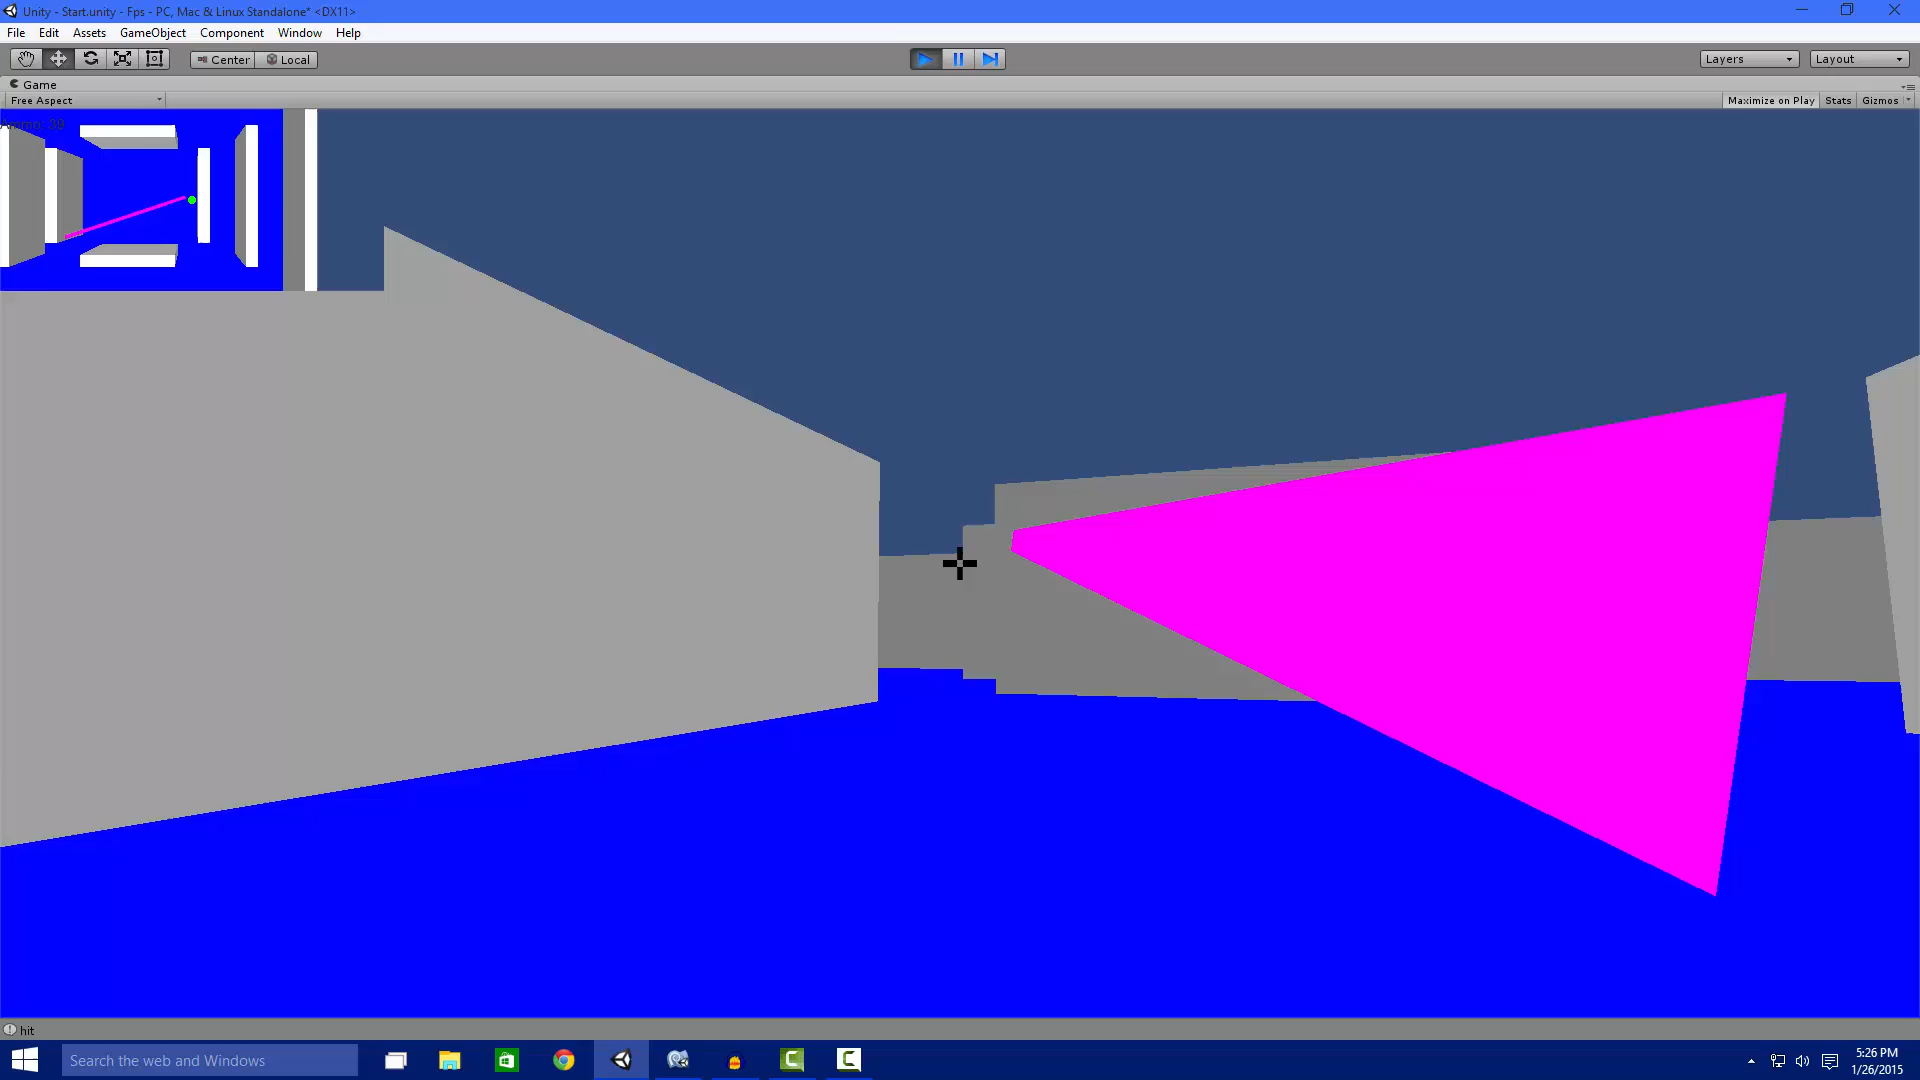 Unity - Start.unity - Fps - PC, Mac & Linux Standalone* <DX11>
File Edit Assets GameObject Component Window Help
Center Local Layers Layout
Game
Free Aspect Maximize on Play Stats Gizmos
hit
Search the web and Windows
5:26 PM
1/26/2015